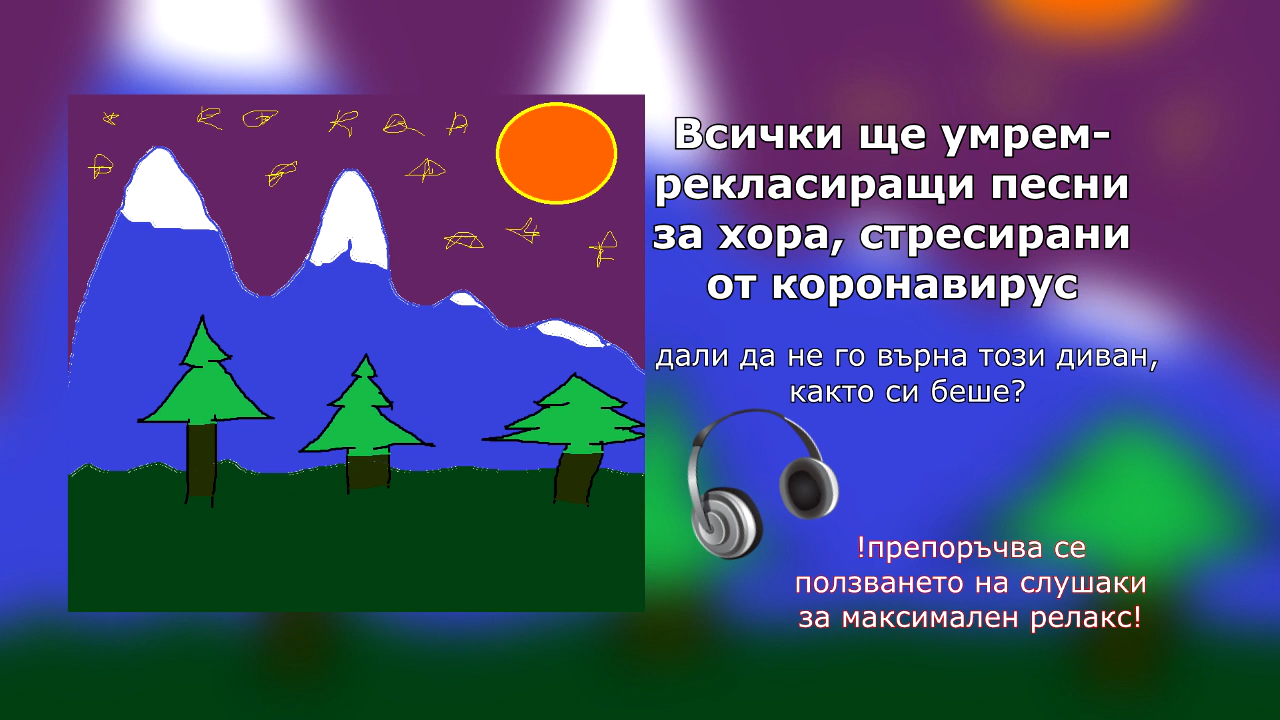 Всички ще умрем-
рекласиращи песни
за хора, стресирани
от коронавирус
дали да не го върна този диван,
както си беше?
!препоръчва се
ползването на слушаки
за максимален релакс!